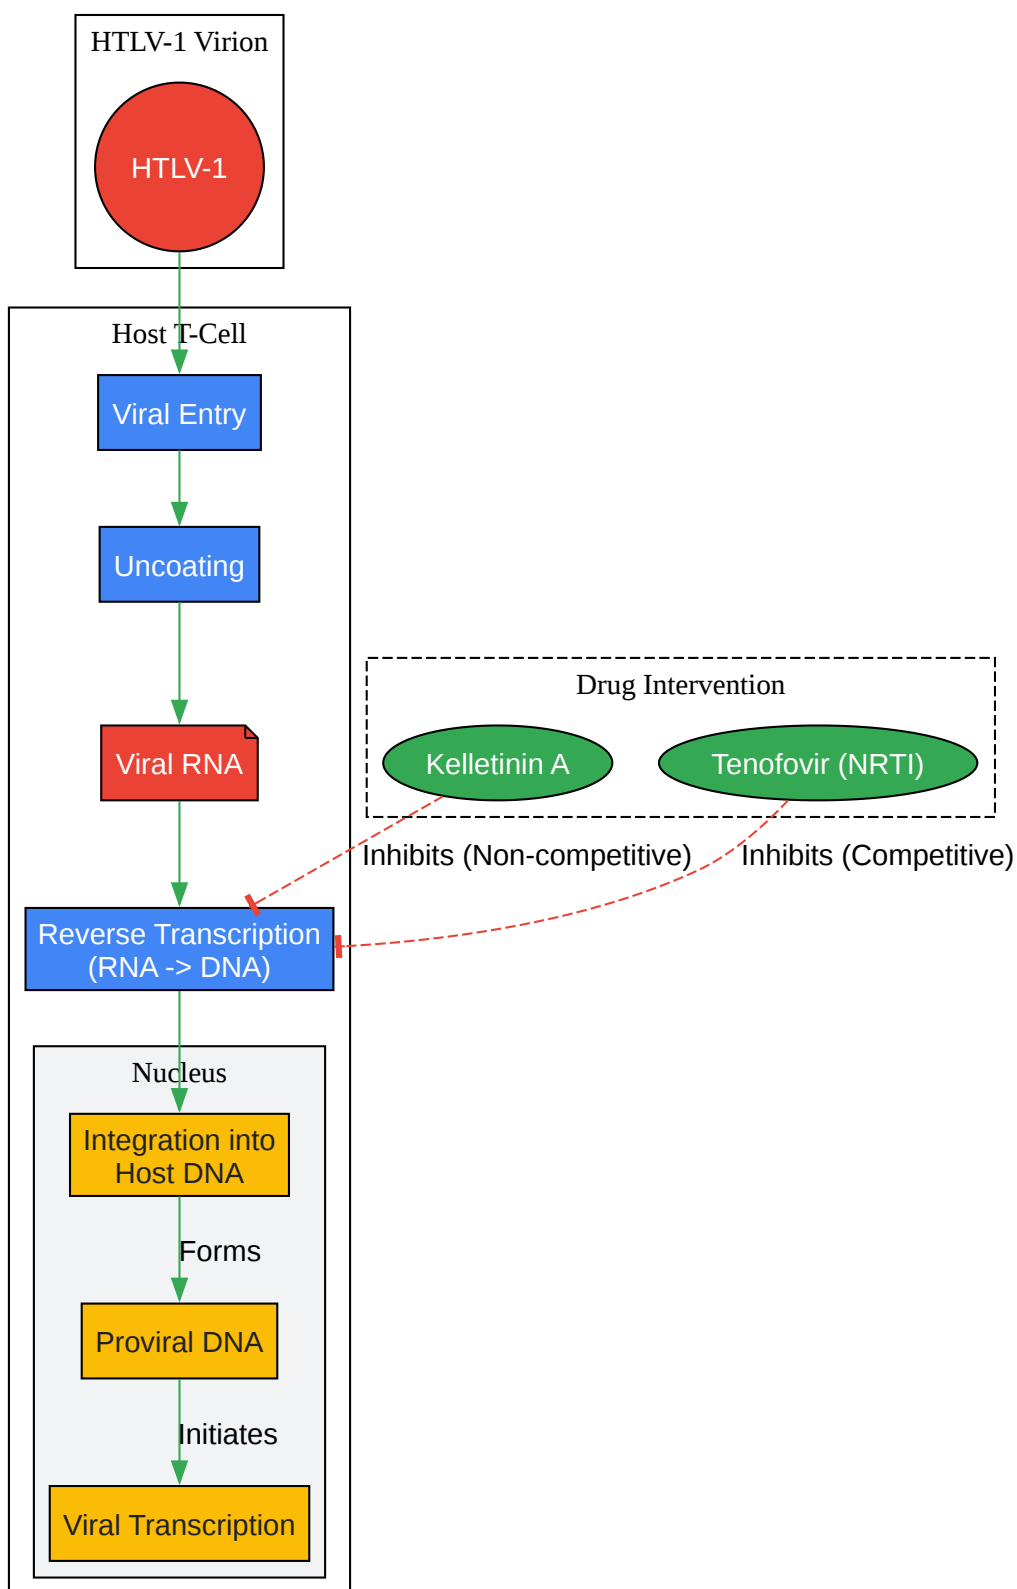 HTLV-1 Virion
HTLV-1
Host T-Cell
Viral Entry
Uncoating
Viral RNA
Drug Intervention
Kelletinin A
Tenofovir (NRTI)
Inhibits (Non-competitive)
Inhibits (Competitive)
Reverse Transcription
(RNA -> DNA)
Nucleus
Integration into
Host DNA
Forms
Proviral DNA
Initiates
Viral Transcription